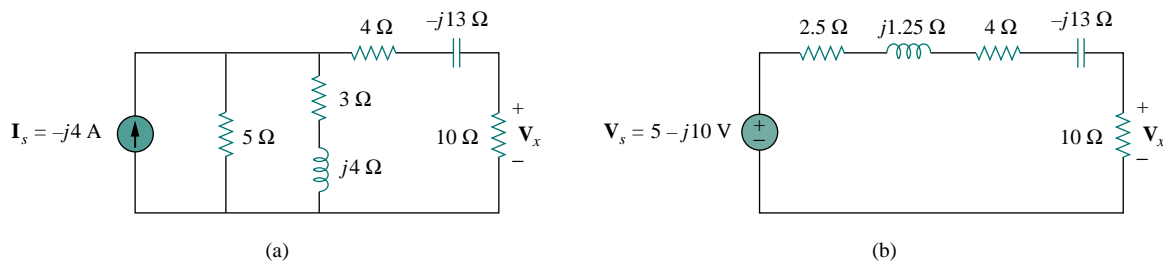 4 Ω
–j13 Ω
3 Ω
I_s = –j4 A
5 Ω
j4 Ω
10 Ω
+
V_x
–
(a)
2.5 Ω
j1.25 Ω
4 Ω
–j13 Ω
V_s = 5 – j10 V
+
–
10 Ω
+
V_x
–
(b)